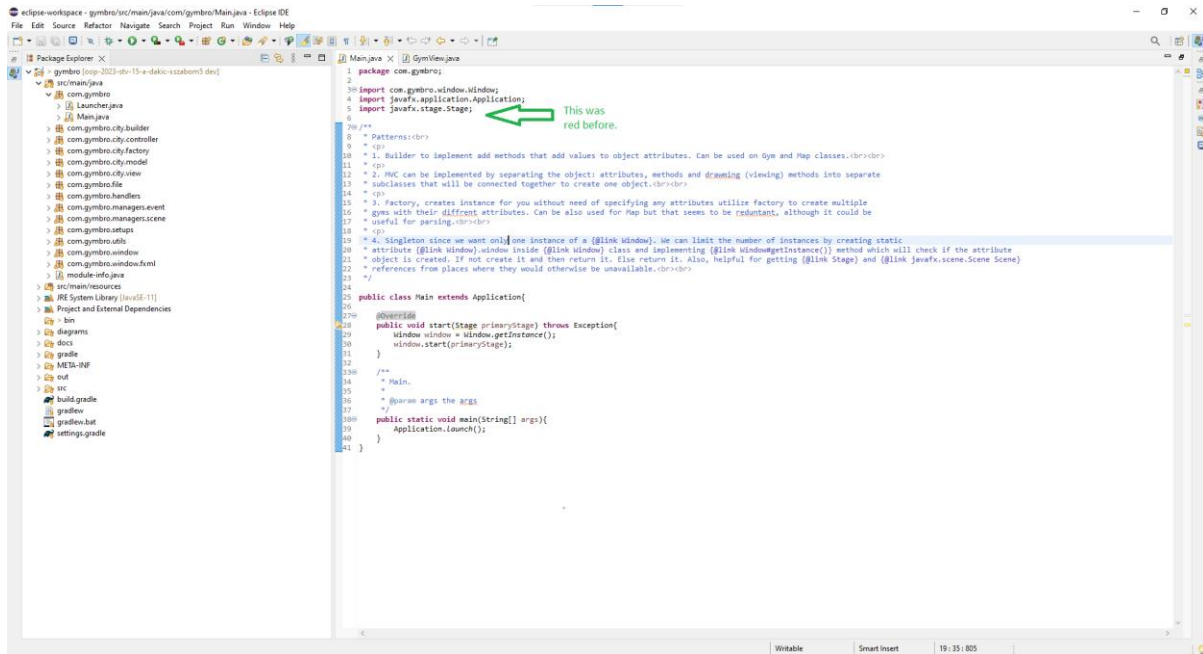 eclipse-workspace - gymbro/src/main/java/com/gymbro/Main.java - Eclipse IDE
File Edit Source Refactor Navigate Search Project Run Window Help
Package Explorer
> gymbro [oop-2023-stv-15-a-dakic-sszabom5 dev]
src/main/java
com.gymbro
Launcher.java
Main.java
com.gymbro.city.builder
com.gymbro.city.controller
com.gymbro.city.factory
com.gymbro.city.model
com.gymbro.city.view
com.gymbro.file
com.gymbro.handlers
com.gymbro.managers.event
com.gymbro.managers.scene
com.gymbro.setups
com.gymbro.utils
com.gymbro.window
com.gymbro.window.fxml
module-info.java
src/main/resources
JRE System Library [JavaSE-11]
Project and External Dependencies
> bin
diagrams
docs
gradle
META-INF
out
src
build.gradle
gradlew
gradlew.bat
settings.gradle
Main.java GymView.java
1 package com.gymbro;
2
3 import com.gymbro.window.Window;
4 import javafx.application.Application;
5 import javafx.stage.Stage;
6
This was
red before.
7 /**
8 * Patterns:<br>
9 * <p>
10 * 1. Builder to implement add methods that add values to object attributes. Can be used on Gym and Map classes.<br><br>
11 * <p>
12 * 2. MVC can be implemented by separating the object: attributes, methods and drawming (viewing) methods into separate
13 * subclasses that will be connected together to create one object.<br><br>
14 * <p>
15 * 3. Factory, creates instance for you without need of specifying any attributes utilize factory to create multiple
16 * gyms with their diffrent attributes. Can be also used for Map but that seems to be reduntant, although it could be
17 * useful for parsing.<br><br>
18 * <p>
19 * 4. Singleton since we want only one instance of a {@link Window}. We can limit the number of instances by creating static
20 * attribute {@link Window}.window inside {@link Window} class and implementing {@link Window#getInstance()} method which will check if the attribute
21 * object is created. If not create it and then return it. Else return it. Also, helpful for getting {@link Stage} and {@link javafx.scene.Scene Scene}
22 * references from places where they would otherwise be unavailable.<br><br>
23 */
24
25 public class Main extends Application{
26
27 @Override
28 public void start(Stage primaryStage) throws Exception{
29 Window window = Window.getInstance();
30 window.start(primaryStage);
31 }
32
33 /**
34 * Main.
35 *
36 * @param args the args
37 */
38 public static void main(String[] args){
39 Application.launch();
40 }
41 }
Writable Smart Insert 19 : 35 : 805